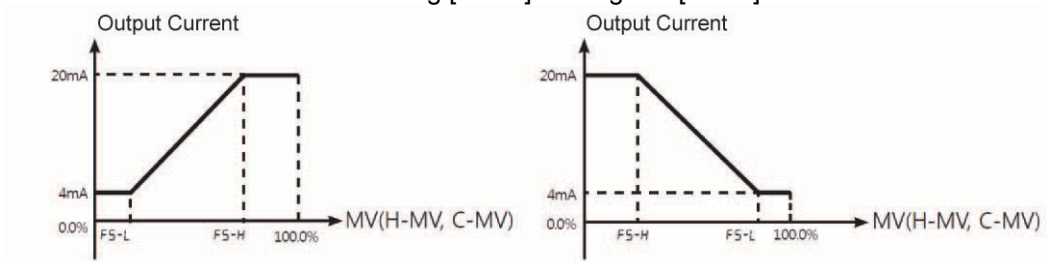 Output Current
20mA
4mA
0.0%
FS-L
FS-H
100.0%
MV(H-MV, C-MV)
Output Current
20mA
4mA
0.0%
FS-H
FS-L
100.0%
MV(H-MV, C-MV)